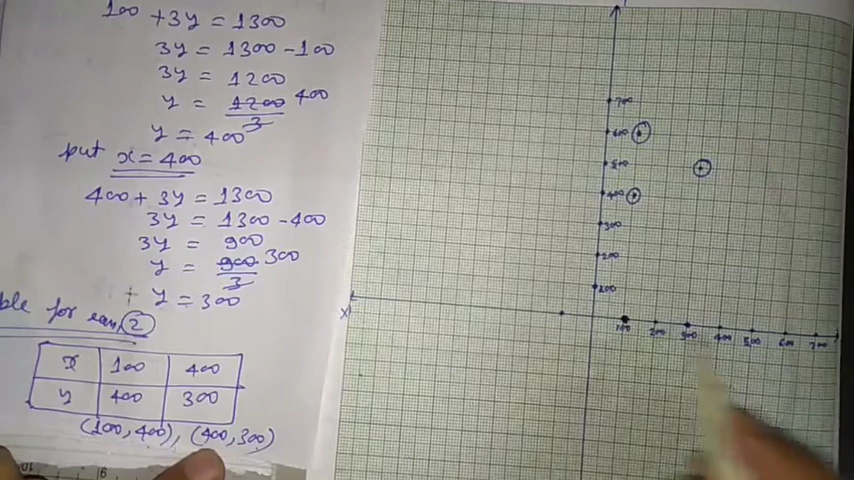 100 + 3y = 1300
3y = 1300 - 100
3y = 1200
y = 1200/3 400
y = 400
put x = 400
400 + 3y = 1300
3y = 1300 - 400
3y = 900
y = 900/3 300
y = 300
for eqn 2
x 100 400
y 400 300
(100, 400), (400, 300)
700
600
500
400
300
200
100
X'
100 200 300 400 500 600 700